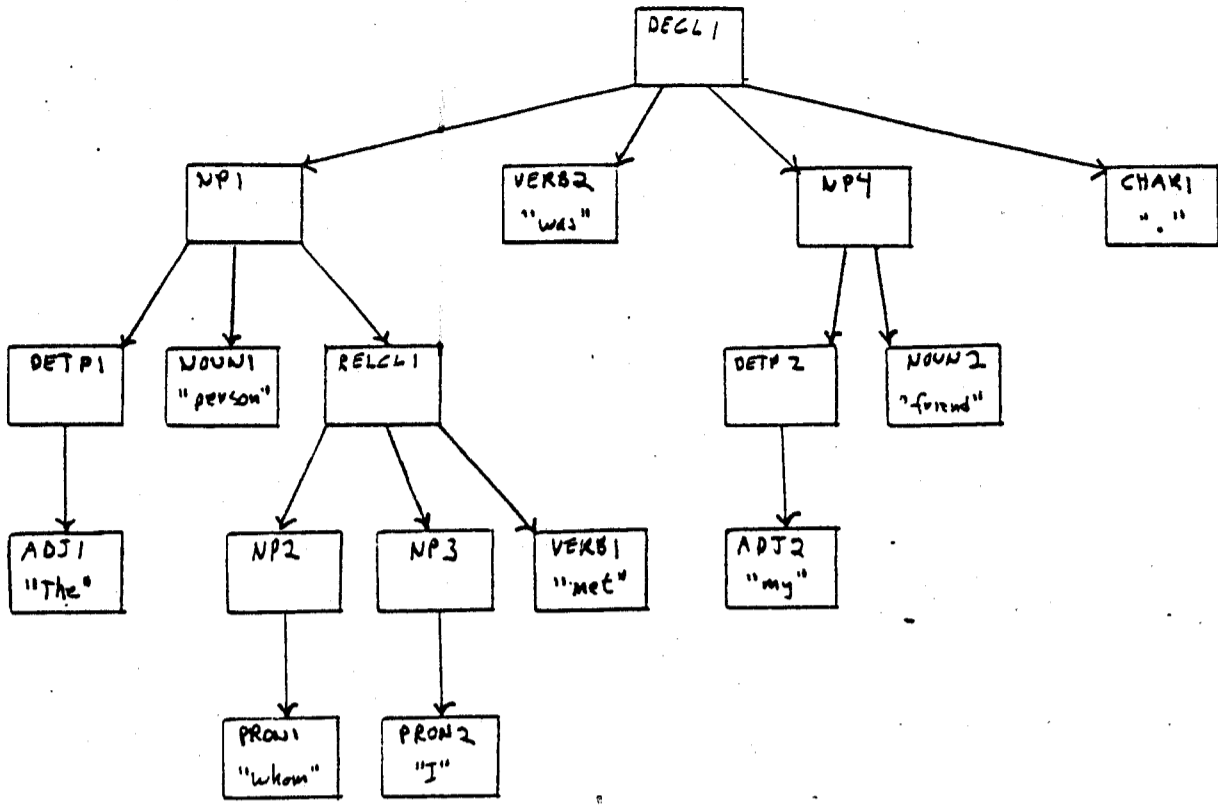 DECL1
NP1
VERB2
"was"
NP4
CHAR1
"."
DETP1
NOUN1
"person"
RELCL1
DETP2
NOUN2
"friend"
ADJ1
"The"
NP2
NP3
VERB1
"met"
ADJ2
"my"
PRON1
"whom"
PRON2
"I"